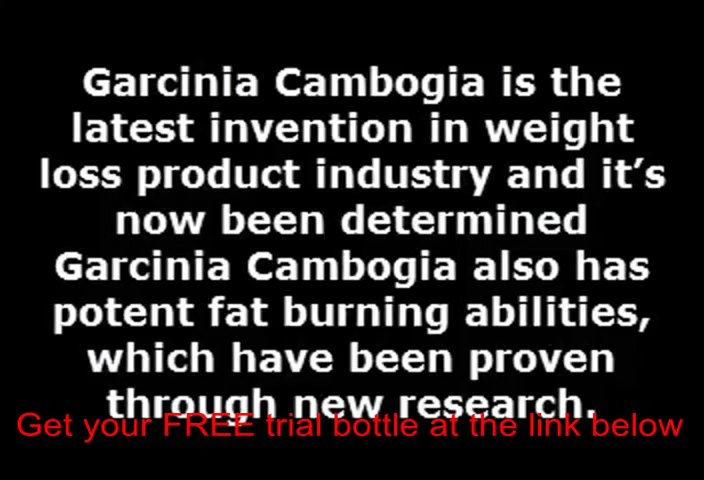 Garcinia Cambogia is the
latest invention in weight
loss product industry and it’s
now been determined
Garcinia Cambogia also has
potent fat burning abilities,
which have been proven
through new research.
Get your FREE trial bottle at the link below